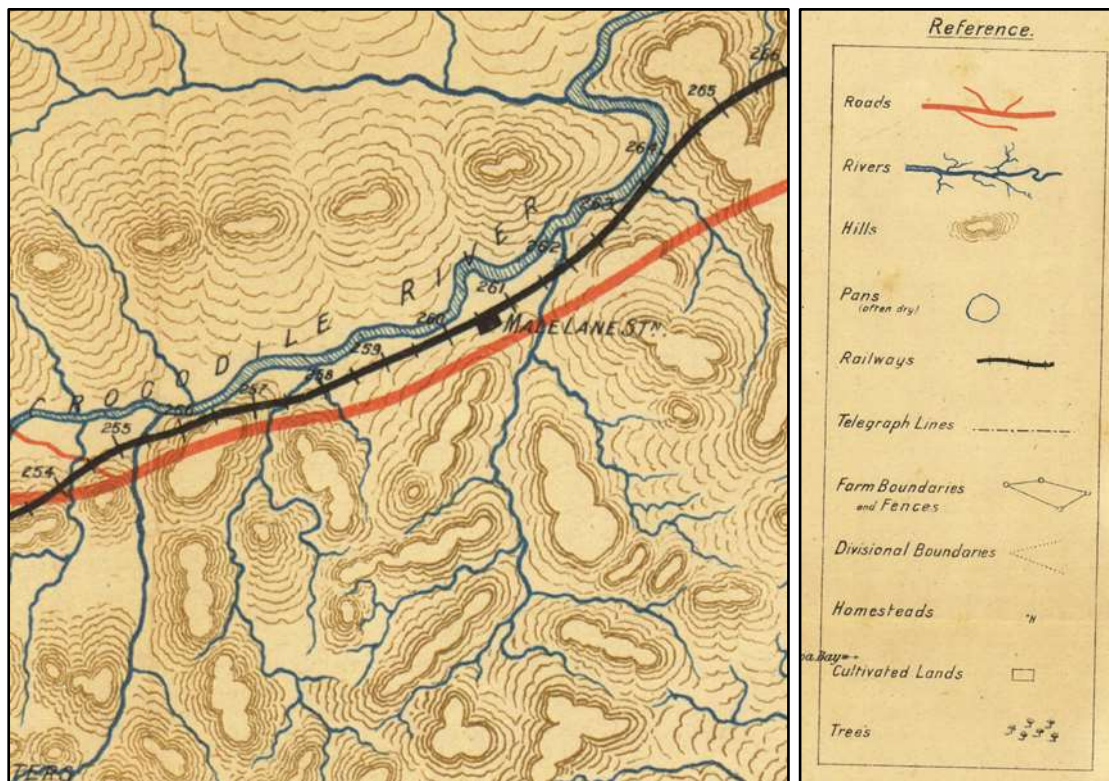 266
265
264
263
262
261
260
259
258
257
255
254
CROCODILE RIVER
MALELANE STN
Reference.
Roads
Rivers
Hills
Pans
(often dry)
Railways
Telegraph Lines
Farm Boundaries
and Fences
Divisional Boundaries
Homesteads
"H
Cultivated Lands
Trees